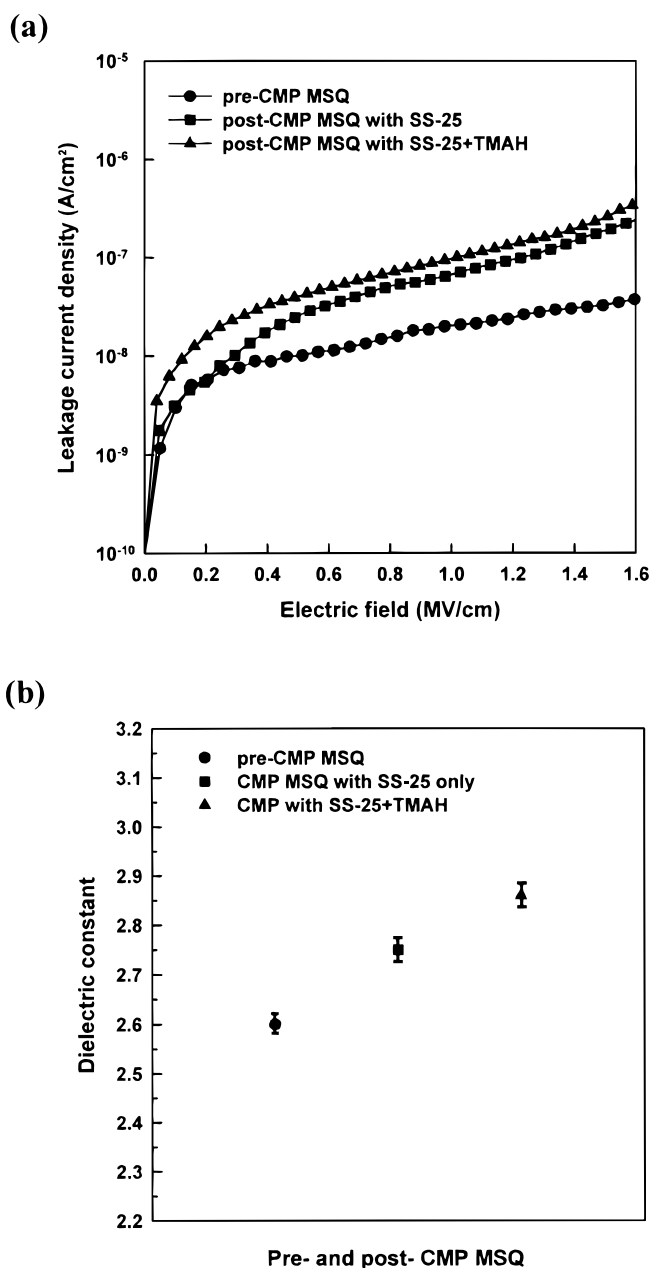 (a)
10-5
10-6
10-7
10-8
10-9
10-10
Leakage current density (A/cm²)
pre-CMP MSQ
post-CMP MSQ with SS-25
post-CMP MSQ with SS-25+TMAH
0.0 0.2 0.4 0.6 0.8 1.0 1.2 1.4 1.6
Electric field (MV/cm)
(b)
3.2
3.1
3.0
2.9
2.8
2.7
2.6
2.5
2.4
2.3
2.2
Dielectric constant
pre-CMP MSQ
CMP MSQ with SS-25 only
CMP with SS-25+TMAH
Pre- and post- CMP MSQ